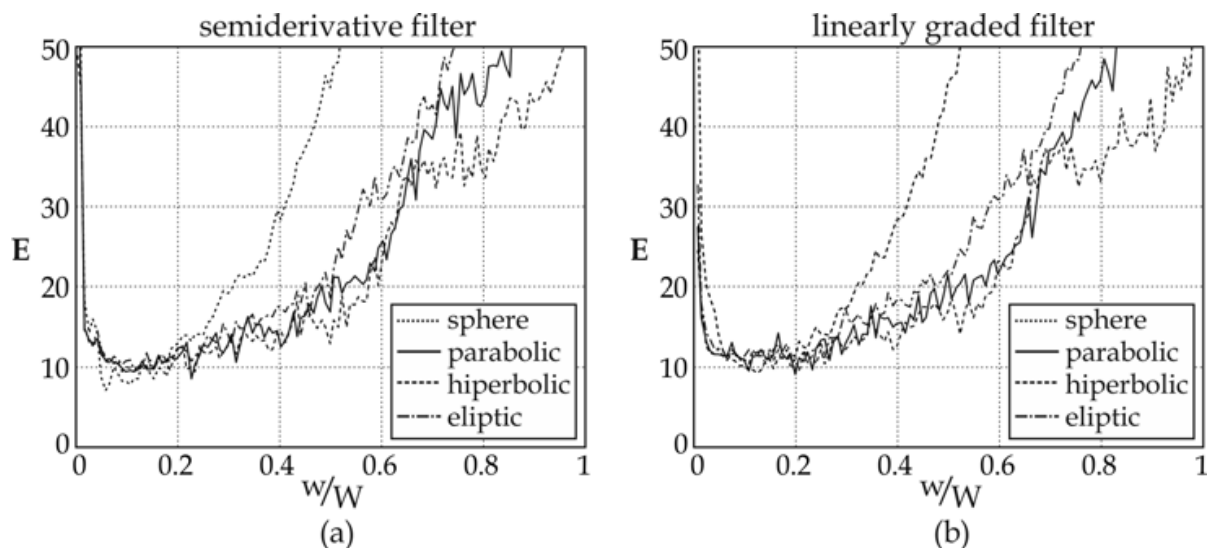 semiderivative filter
50
40
30
E
20
10
0
0 0.2 0.4 0.6 0.8 1
w/W
sphere
parabolic
hiperbolic
eliptic
(a)
linearly graded filter
50
40
30
E
20
10
0
0 0.2 0.4 0.6 0.8 1
w/W
sphere
parabolic
hiperbolic
eliptic
(b)